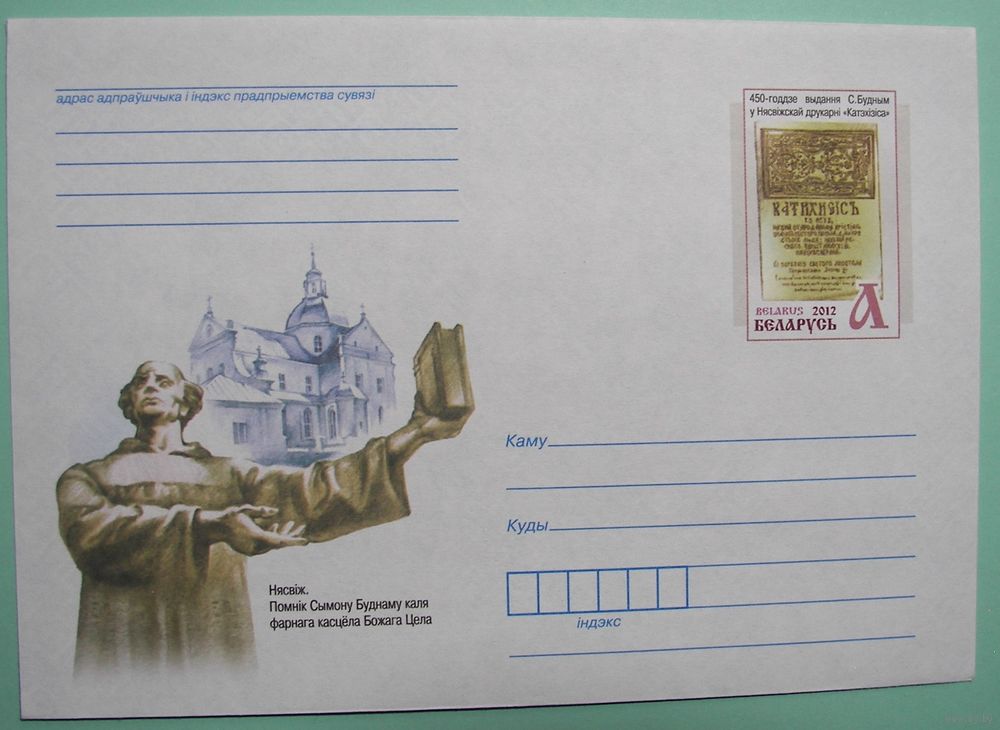 адрас адпраўшчыка і індэкс прадпрыемства сувязі
450-годдзе выдання С.Будным
у Нясвіжскай друкарні «Катэхізіса»
КАТИХИСІСЪ
BELARUS 2012
БЕЛАРУСЬ
А
Каму
Куды
індэкс
Нясвіж.
Помнік Сымону Буднаму каля
фарнага касцёла Божага Цела